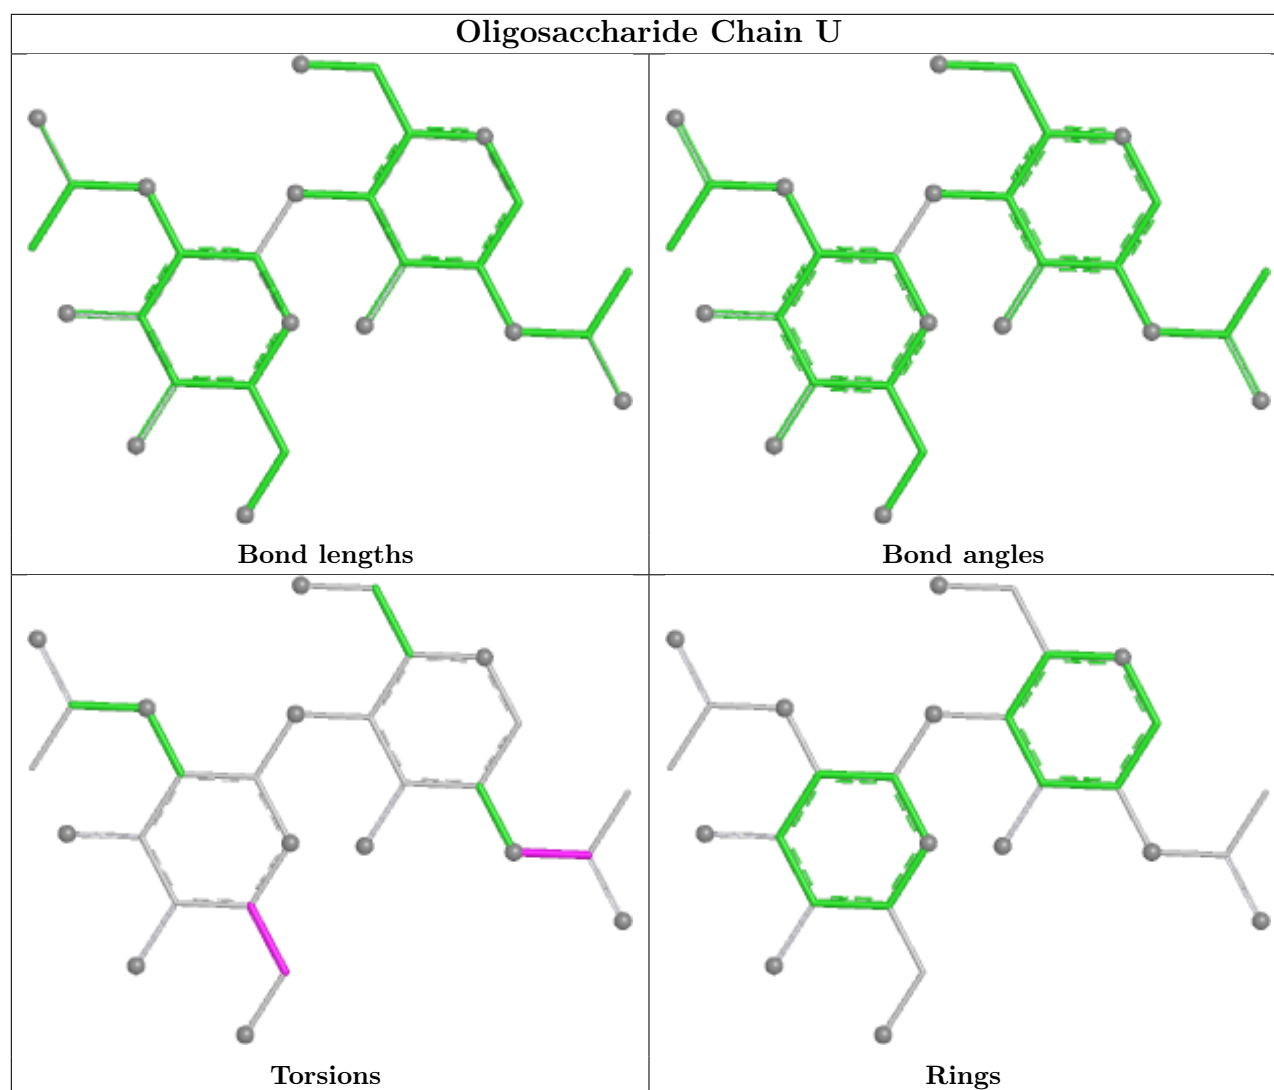 Oligosaccharide Chain U
Bond lengths
Bond angles
Torsions
Rings